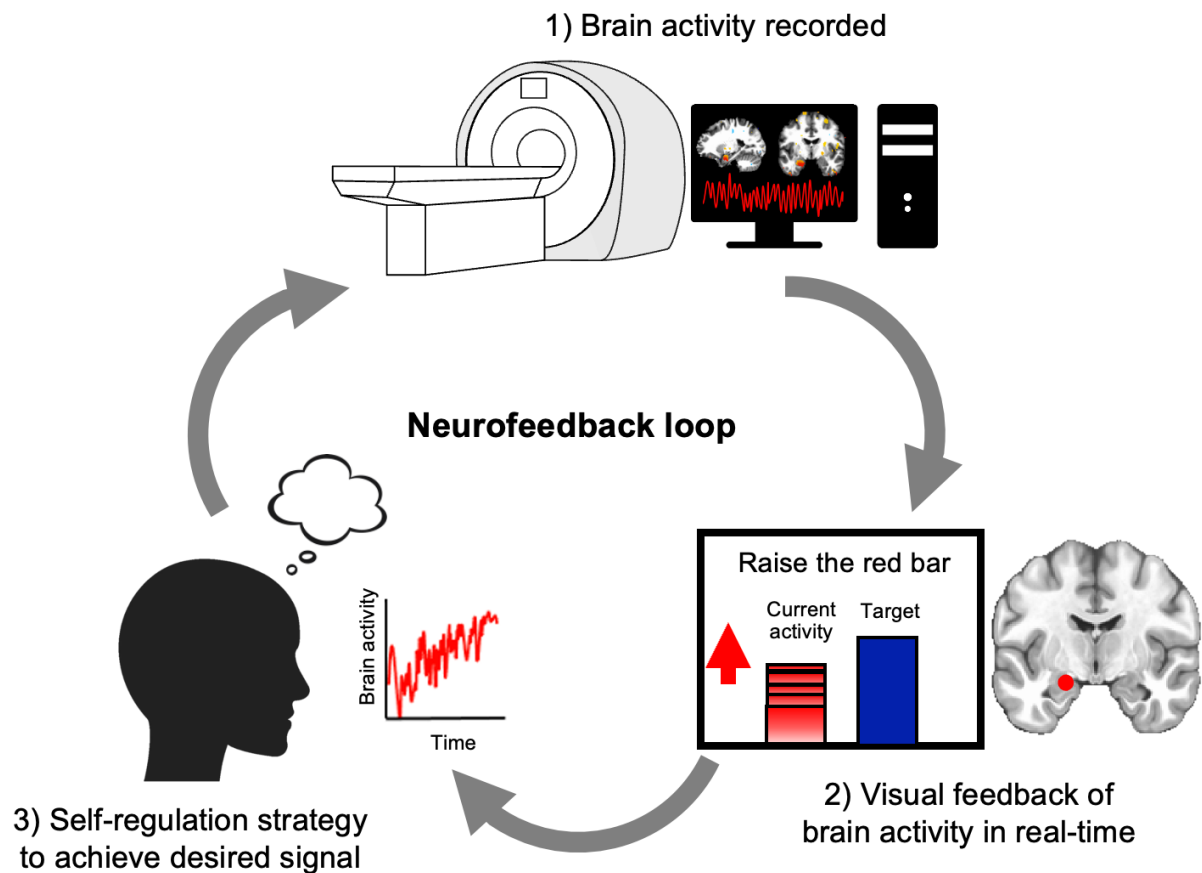 1) Brain activity recorded
Neurofeedback loop
Raise the red bar
Current
activity
Target
2) Visual feedback of
brain activity in real-time
Brain activity
Time
3) Self-regulation strategy
to achieve desired signal